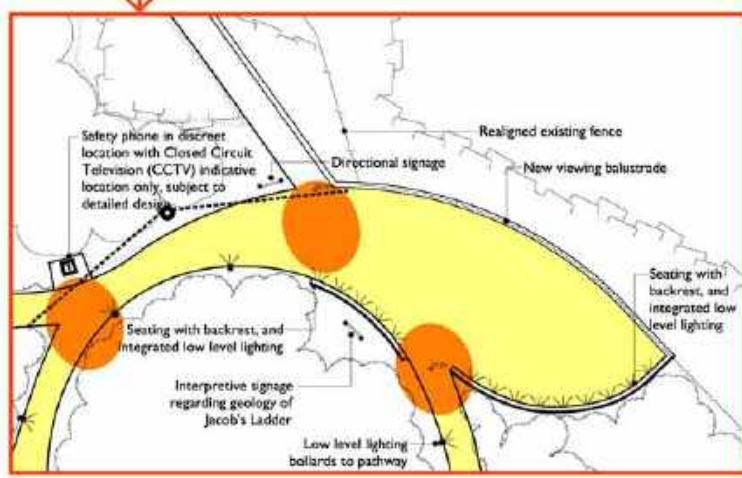 Safety phone in discreet
location with Closed Circuit
Television (CCTV) indicative
location only, subject to
detailed design
Directional signage
Realigned existing fence
New viewing balustrade
Seating with
backrest, and
integrated low
level lighting
Seating with backrest, and
integrated low level lighting
Interpretive signage
regarding geology of
Jacob's Ladder
Low level lighting
bollards to pathway